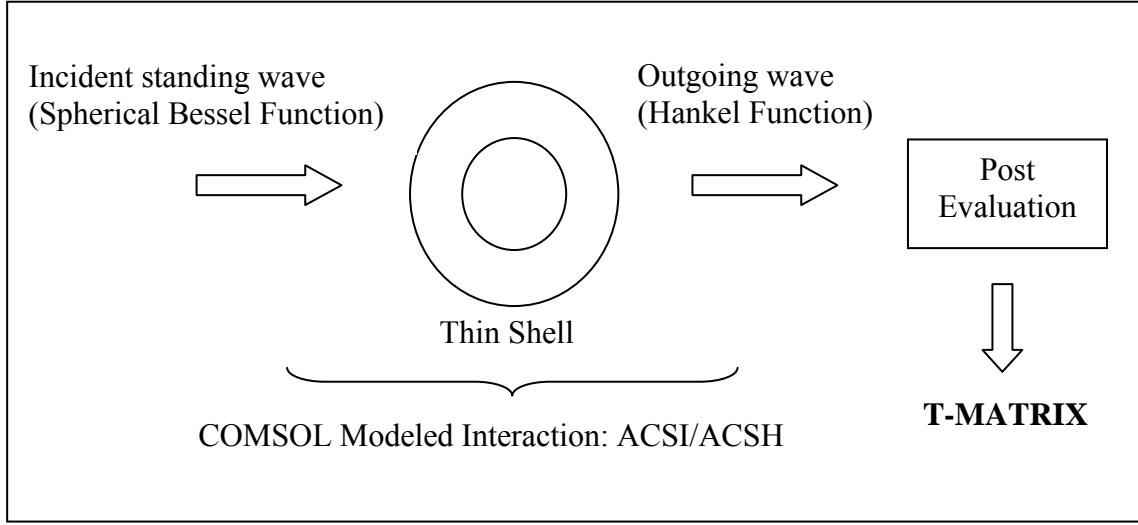 Incident standing wave
(Spherical Bessel Function)
Outgoing wave
(Hankel Function)
Post
Evaluation
Thin Shell
COMSOL Modeled Interaction: ACSI/ACSH
T-MATRIX